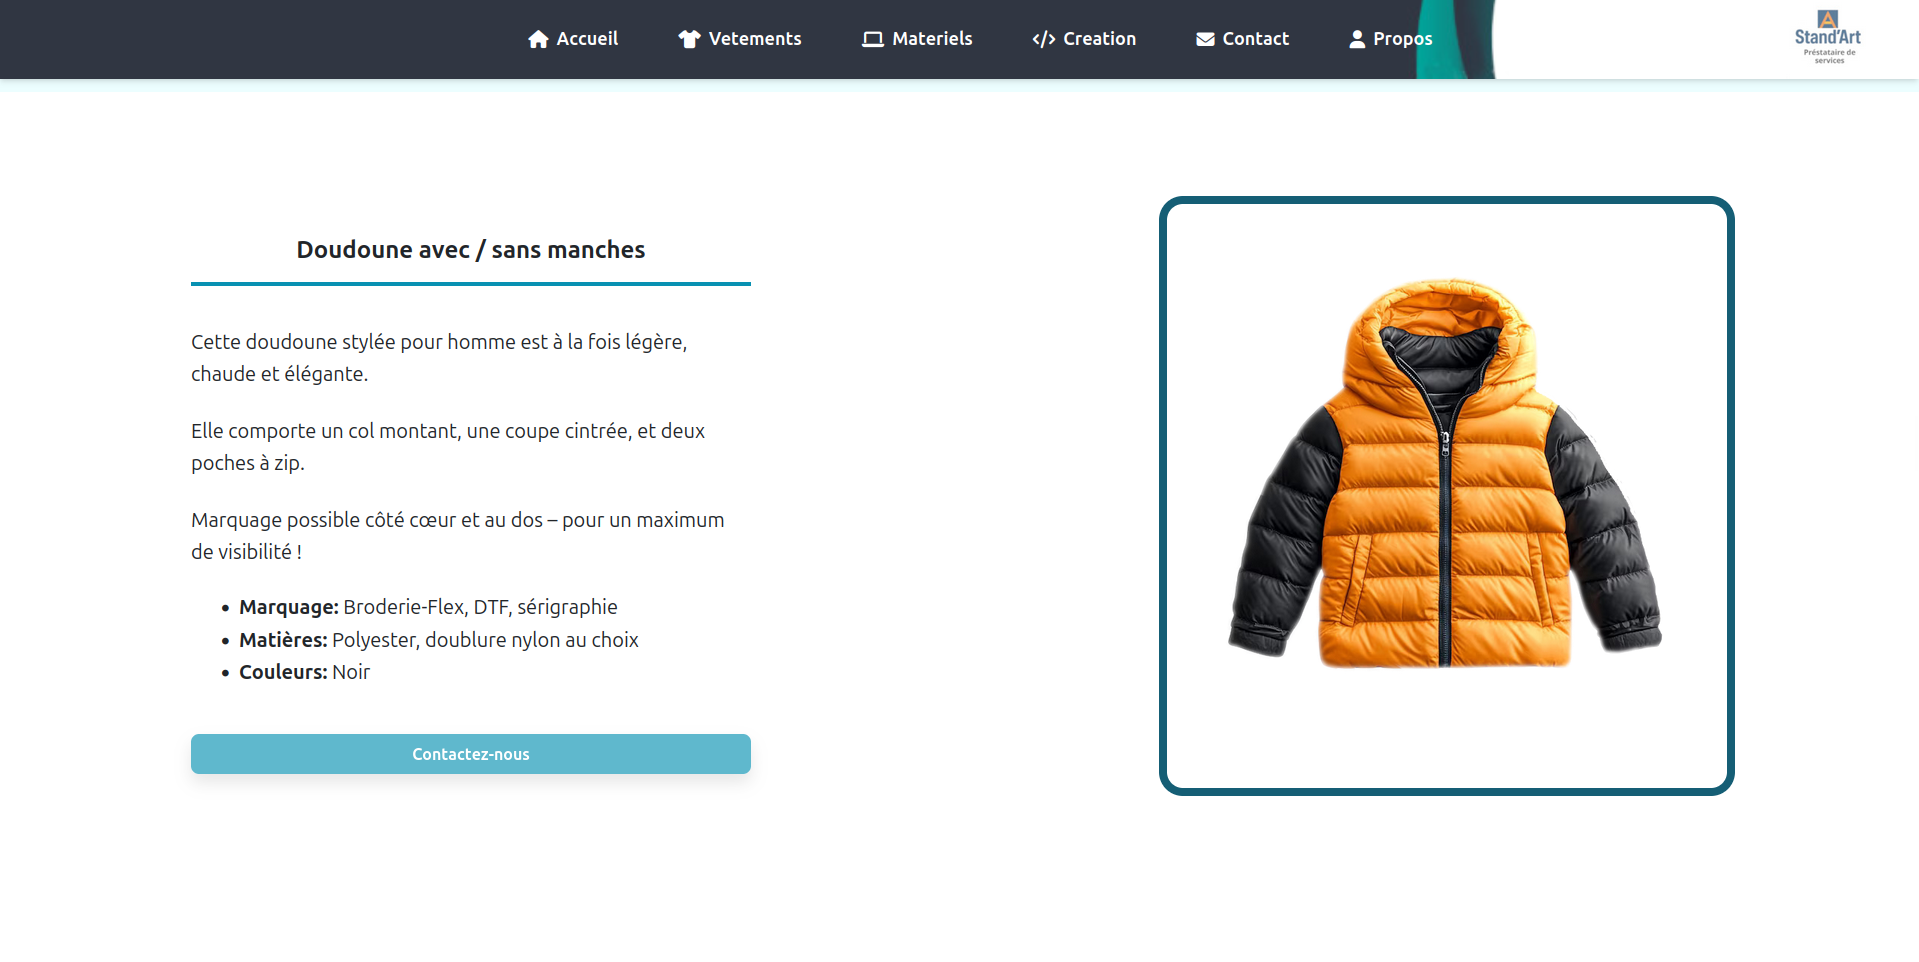 Accueil
Vetements
Materiels
Creation
Contact
Propos
A
Stand'Art
Préstataire de
services
Doudoune avec / sans manches
Cette doudoune stylée pour homme est à la fois légère,
chaude et élégante.
Elle comporte un col montant, une coupe cintrée, et deux
poches à zip.
Marquage possible côté cœur et au dos – pour un maximum
de visibilité !
• Marquage: Broderie-Flex, DTF, sérigraphie
• Matières: Polyester, doublure nylon au choix
• Couleurs: Noir
Contactez-nous